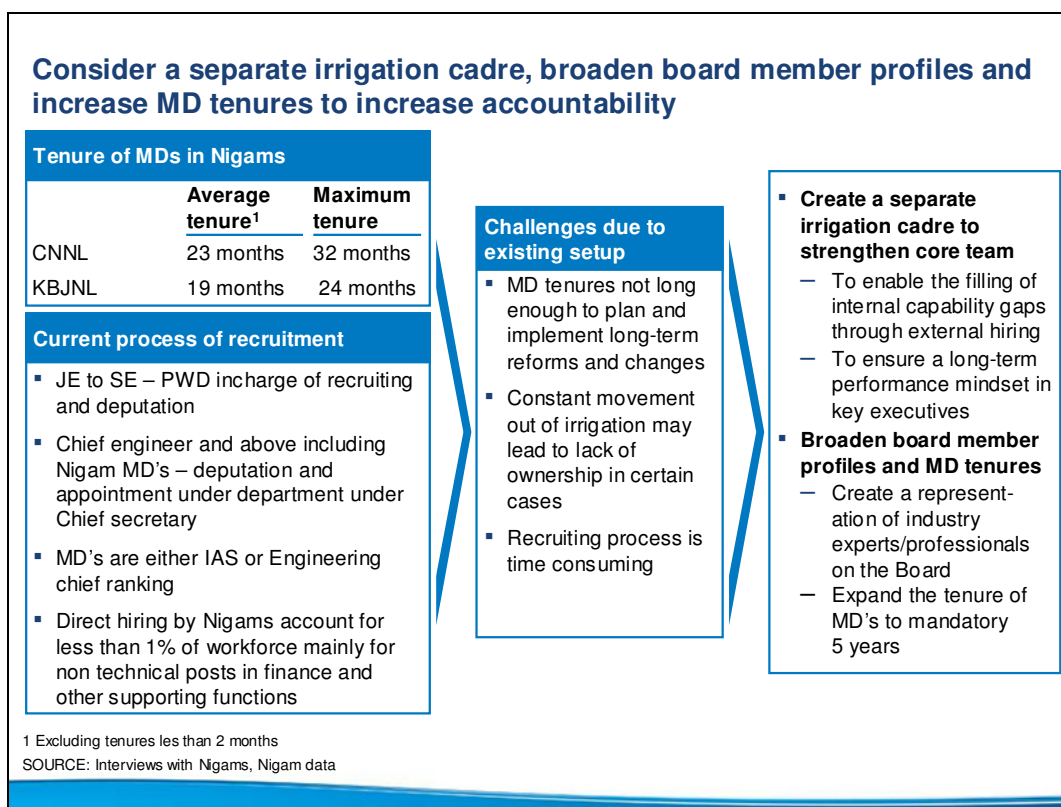 Consider a separate irrigation cadre, broaden board member profiles and
increase MD tenures to increase accountability
Tenure of MDs in Nigams
Average tenure¹ Maximum tenure
CNNL 23 months 32 months
KBJNL 19 months 24 months
Current process of recruitment
▪ JE to SE – PWD incharge of recruiting
and deputation
▪ Chief engineer and above including
Nigam MD's – deputation and
appointment under department under
Chief secretary
▪ MD's are either IAS or Engineering
chief ranking
▪ Direct hiring by Nigams account for
less than 1% of workforce mainly for
non technical posts in finance and
other supporting functions
Challenges due to
existing setup
▪ MD tenures not long
enough to plan and
implement long-term
reforms and changes
▪ Constant movement
out of irrigation may
lead to lack of
ownership in certain
cases
▪ Recruiting process is
time consuming
▪ Create a separate
irrigation cadre to
strengthen core team
– To enable the filling of
internal capability gaps
through external hiring
– To ensure a long-term
performance mindset in
key executives
▪ Broaden board member
profiles and MD tenures
– Create a represent-
ation of industry
experts/professionals
on the Board
– Expand the tenure of
MD's to mandatory
5 years
1 Excluding tenures less than 2 months
SOURCE: Interviews with Nigams, Nigam data